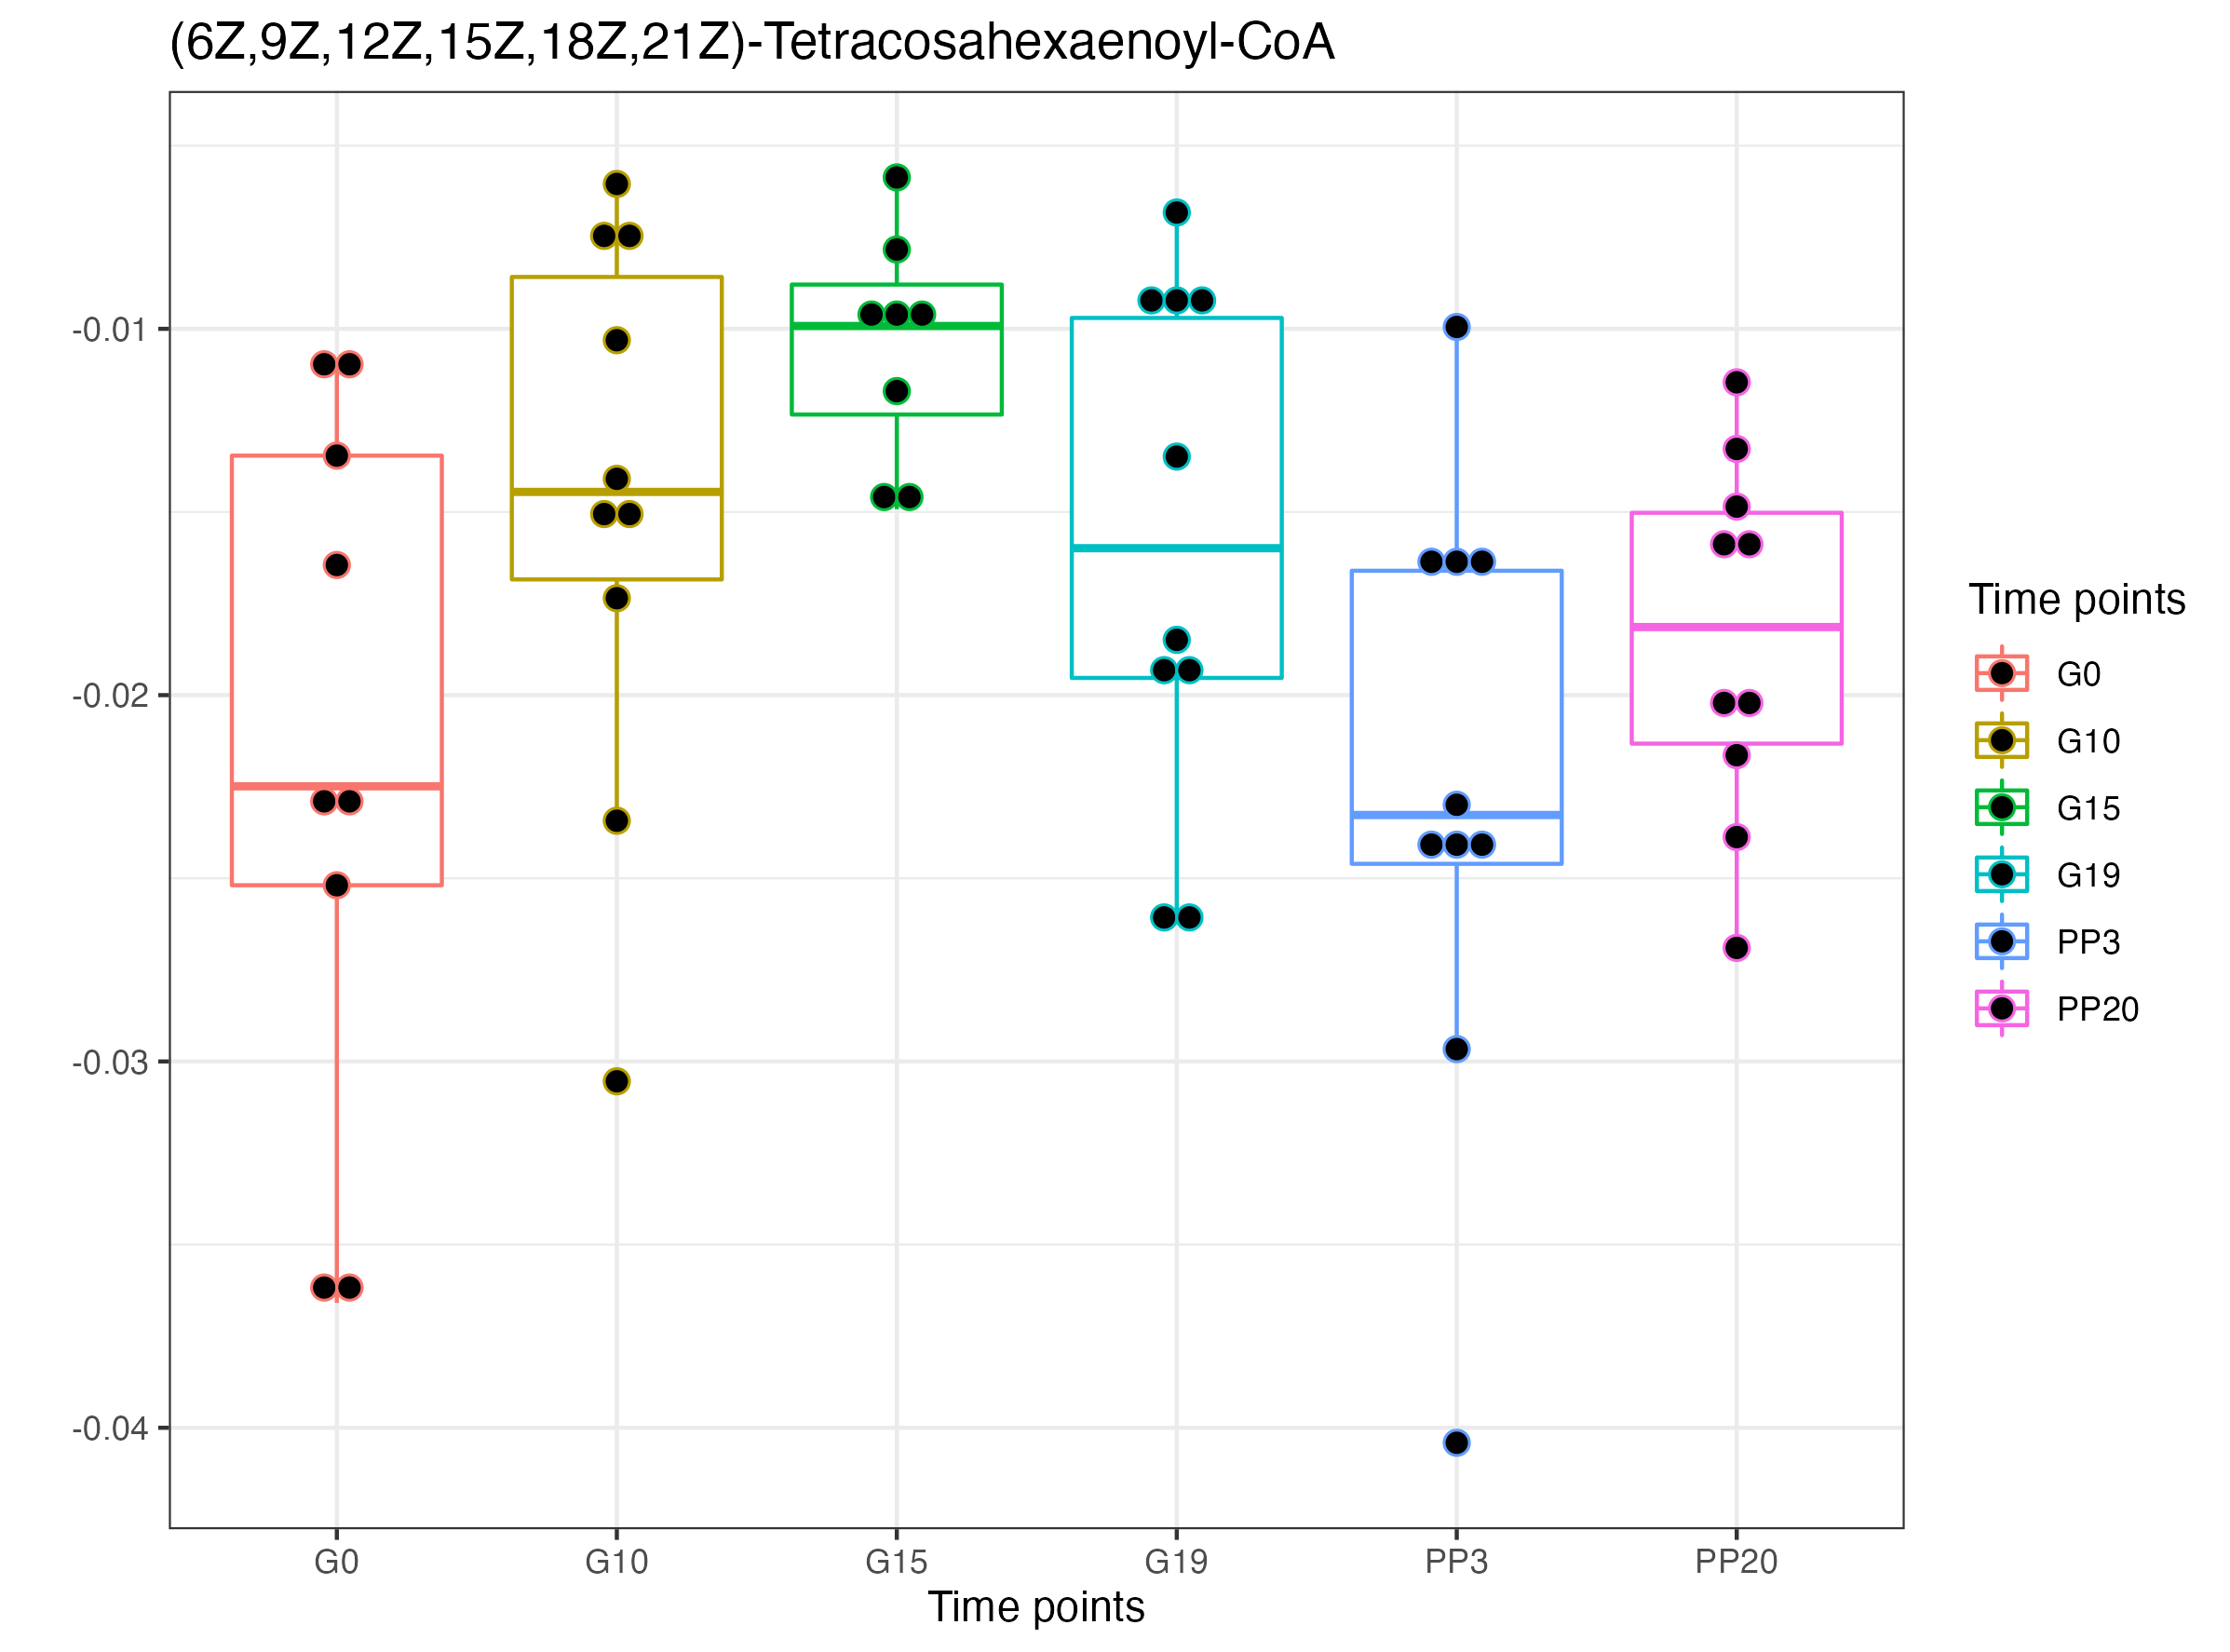 (6Z,9Z,12Z,15Z,18Z,21Z)-Tetracosahexaenoyl-CoA
-0.01
-0.02
-0.03
-0.04
G0
G10
G15
G19
PP3
PP20
Time points
Time points
G0
G10
G15
G19
PP3
PP20